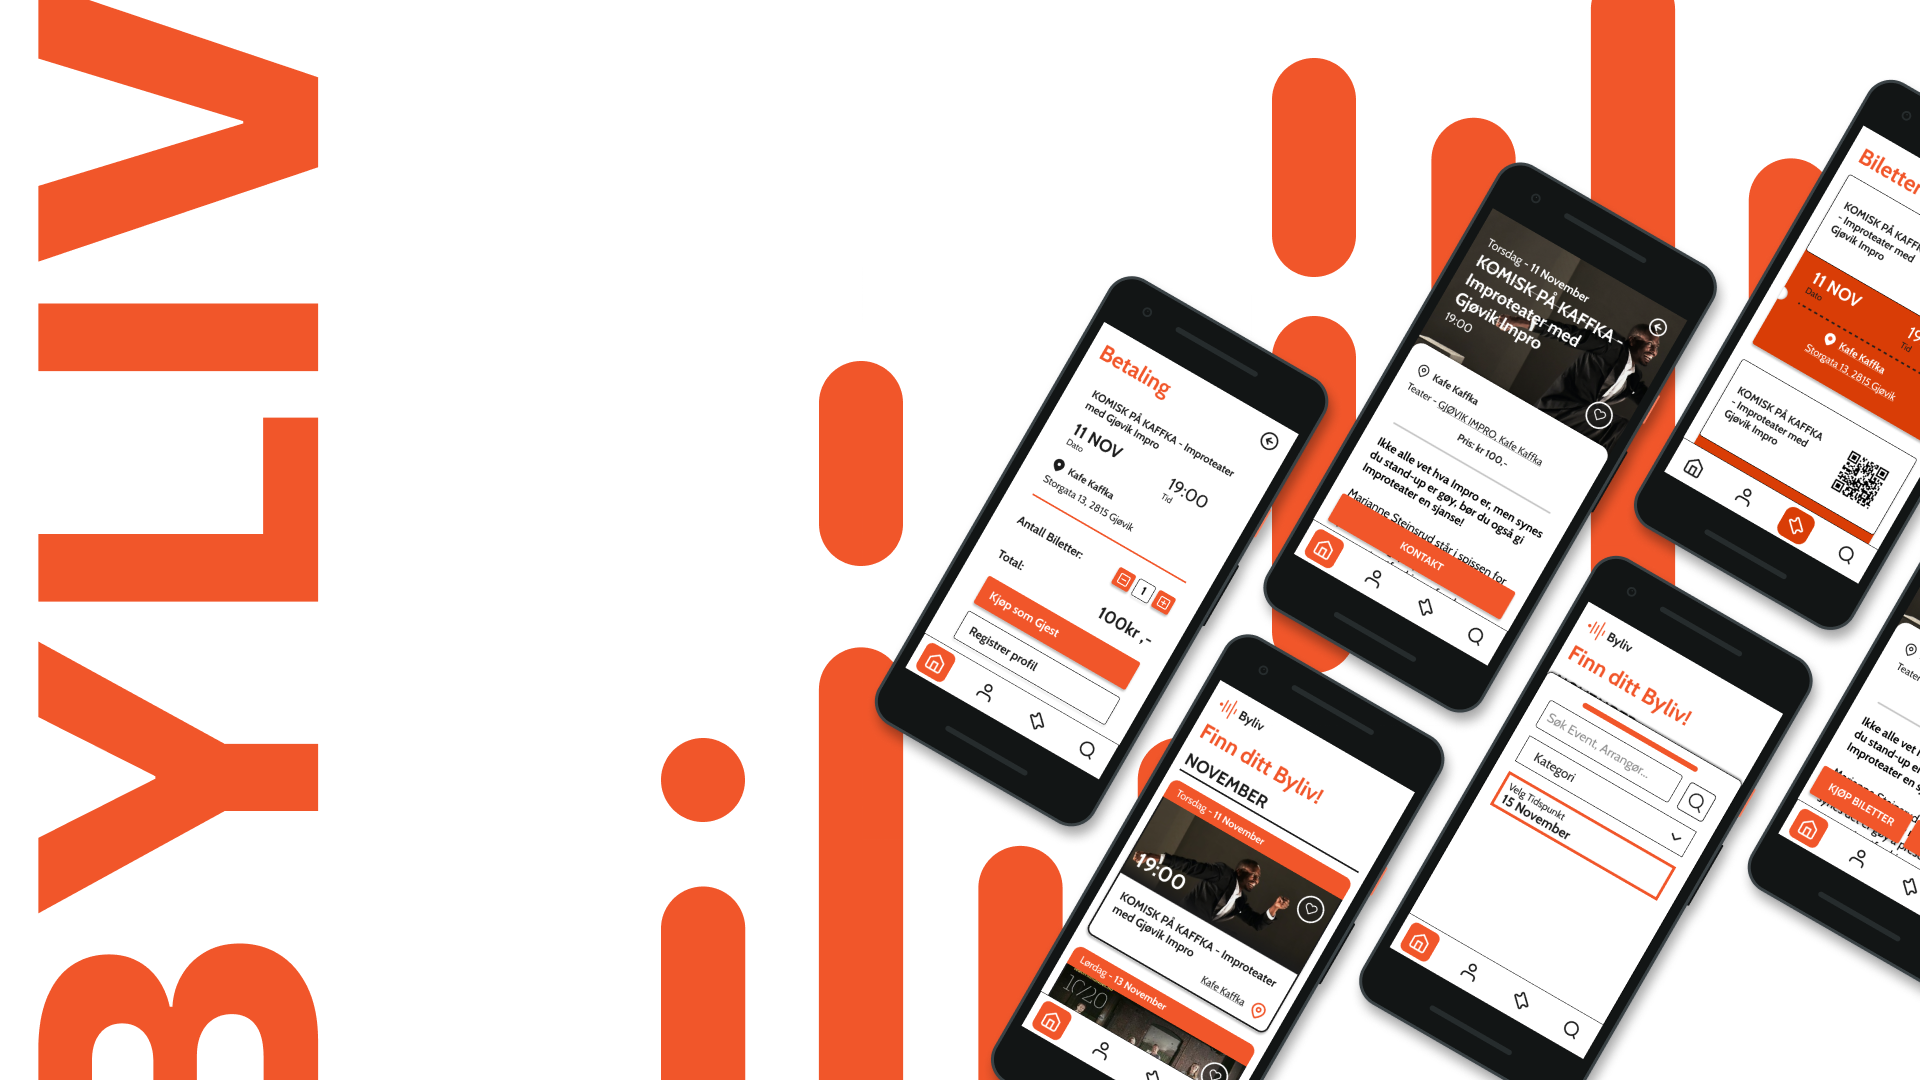 BYLIV
Betaling
KOMISK PÅ KAFFKA - Improteater
med Gjøvik Impro
11 NOV
Dato
19:00
Tid
Kafe Kaffka
Storgata 13, 2815 Gjøvik
Antall Biletter:
1
Total:
100kr ,-
Kjøp som Gjest
Registrer profil
Torsdag - 11 November
KOMISK PÅ KAFFKA -
Improteater med
Gjøvik Impro
19:00
Kafe Kaffka
Teater - GJØVIK IMPRO, Kafe Kaffka
Pris: kr 100,-
Ikke alle vet hva Impro er, men synes
du stand-up er gøy, bør du også gi
Improteater en sjanse!
Marianne Steinsrud står i spissen for
KONTAKT
Biletter
KOMISK PÅ KAFFKA
- Improteater med
Gjøvik Impro
11 NOV
Dato
19
Tid
Kafe Kaffka
Storgata 13, 2815 Gjøvik
KOMISK PÅ KAFFKA
- Improteater med
Gjøvik Impro
Byliv
Finn ditt Byliv!
NOVEMBER
Torsdag - 11 November
19:00
KOMISK PÅ KAFFKA - Improteater
med Gjøvik Impro
Kafe Kaffka
Lørdag - 13 November
10/20
Byliv
Finn ditt Byliv!
Søk Event, Arrangør...
Kategori
Velg Tidspunkt
15 November
Teater
Ikke alle vet
du stand-up e
Improteater en
KJØP BILETTER